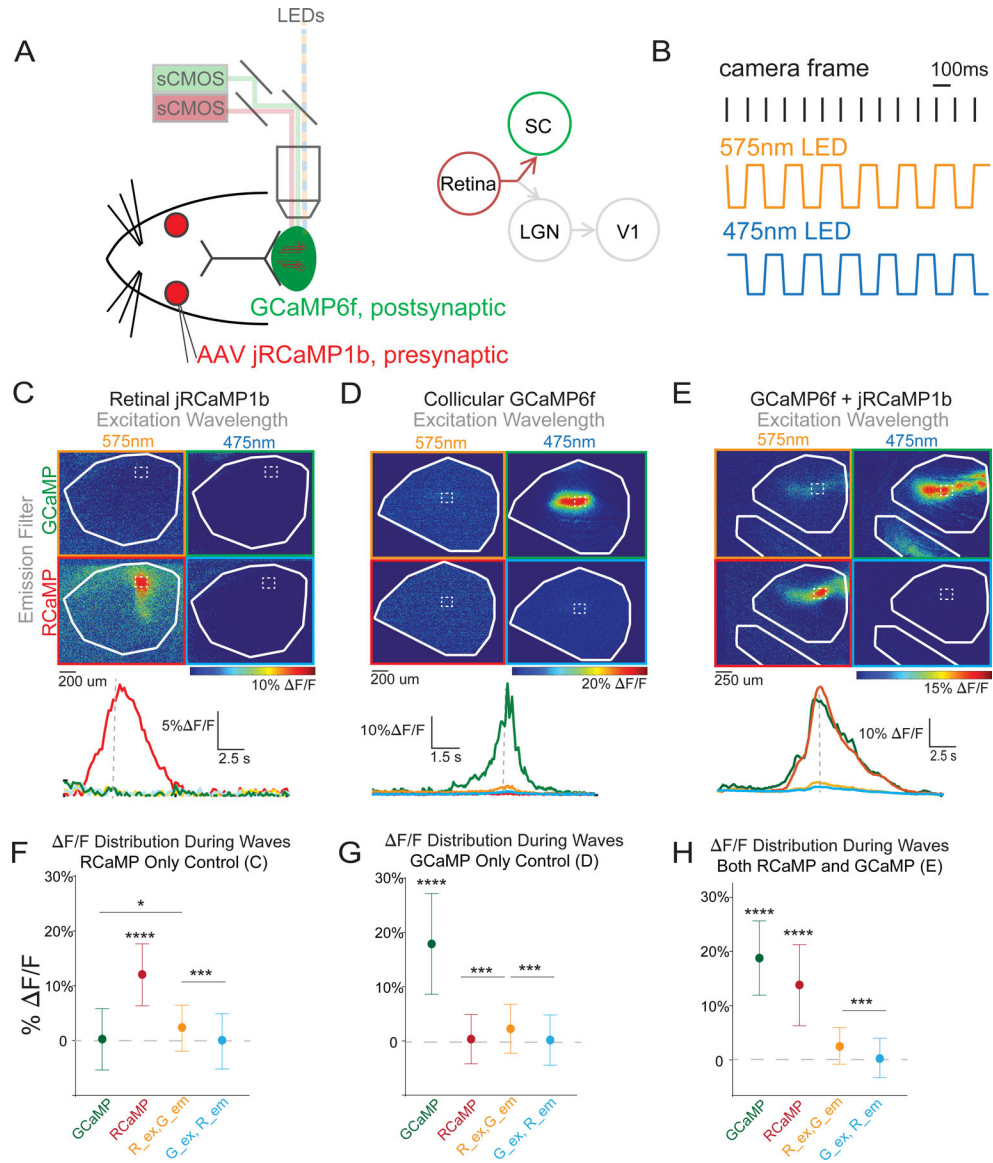 A
LEDs
sCMOS
sCMOS
GCaMP6f, postsynaptic
AAV jRCaMP1b, presynaptic
SC
Retina
LGN
V1
B
camera frame
100ms
575nm LED
475nm LED
C
Retinal jRCaMP1b
Excitation Wavelength
575nm
475nm
Emission Filter
GCaMP
RCaMP
200 um
10% ΔF/F
5%ΔF/F
2.5 s
D
Collicular GCaMP6f
Excitation Wavelength
575nm
475nm
200 um
20% ΔF/F
10%ΔF/F
1.5 s
E
GCaMP6f + jRCaMP1b
Excitation Wavelength
575nm
475nm
250 um
15% ΔF/F
10% ΔF/F
2.5 s
F
ΔF/F Distribution During Waves
RCaMP Only Control (C)
% ΔF/F
30%
20%
10%
0
*
****
***
GCaMP
RCaMP
R_ex,G_em
G_ex, R_em
G
ΔF/F Distribution During Waves
GCaMP Only Control (D)
30%
20%
10%
0
****
***
***
GCaMP
RCaMP
R_ex,G_em
G_ex, R_em
H
ΔF/F Distribution During Waves
Both RCaMP and GCaMP (E)
30%
20%
10%
0
****
****
***
GCaMP
RCaMP
R_ex,G_em
G_ex, R_em